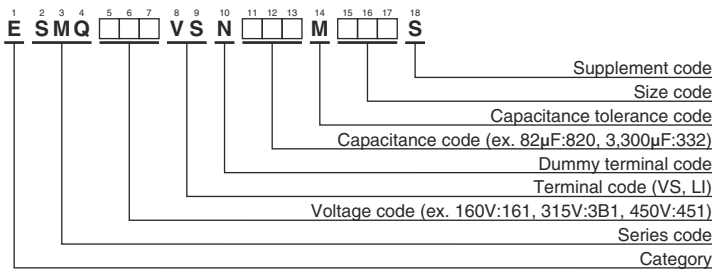 1 2 3 4 5 6 7 8 9 10 11 12 13 14 15 16 17 18
E SMQ VS N M S
Supplement code
Size code
Capacitance tolerance code
Capacitance code (ex. 82µF:820, 3,300µF:332)
Dummy terminal code
Terminal code (VS, LI)
Voltage code (ex. 160V:161, 315V:3B1, 450V:451)
Series code
Category